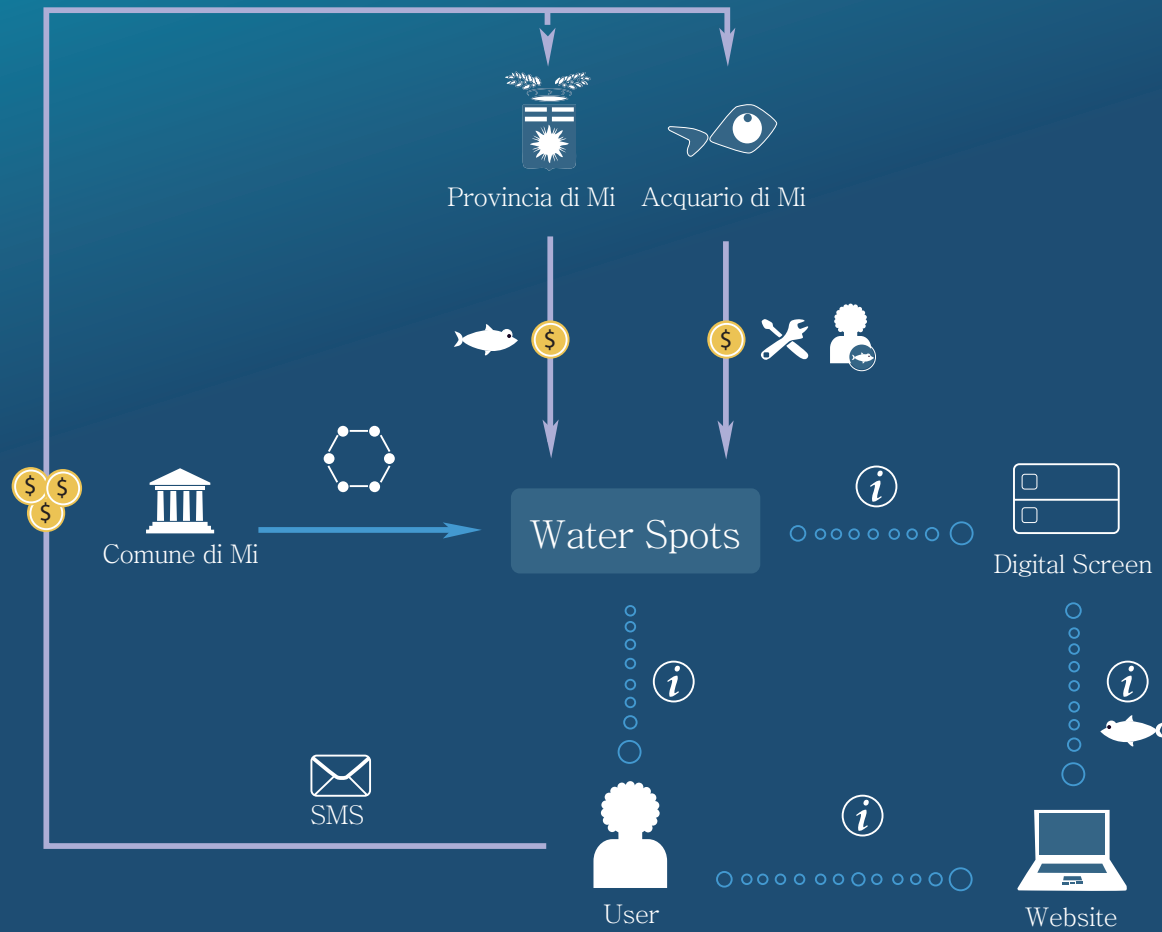 Provincia di Mi
Acquario di Mi
$
$
$
$
$
i
Comune di Mi
Water Spots
Digital Screen
i
i
SMS
i
User
Website